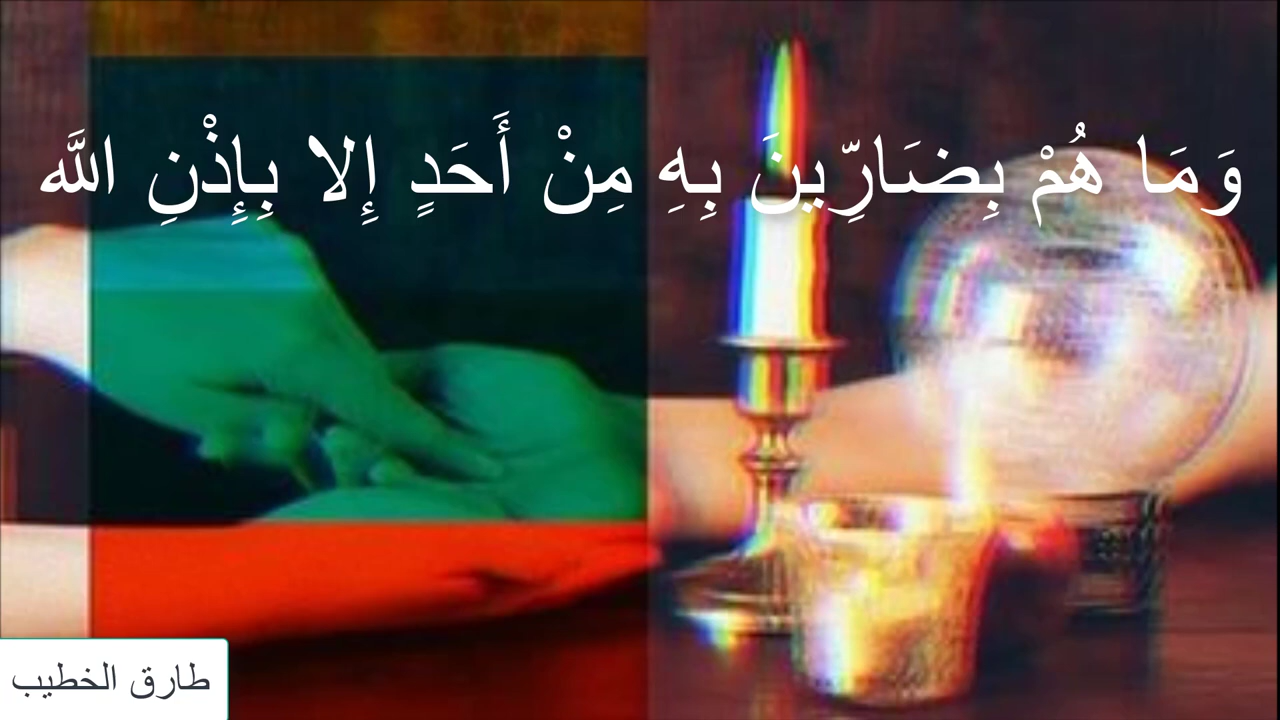 وَمَا هُمْ بِضَارِّينَ بِهِ مِنْ أَحَدٍ إِلا بِإِذْنِ اللَّه
طارق الخطيب